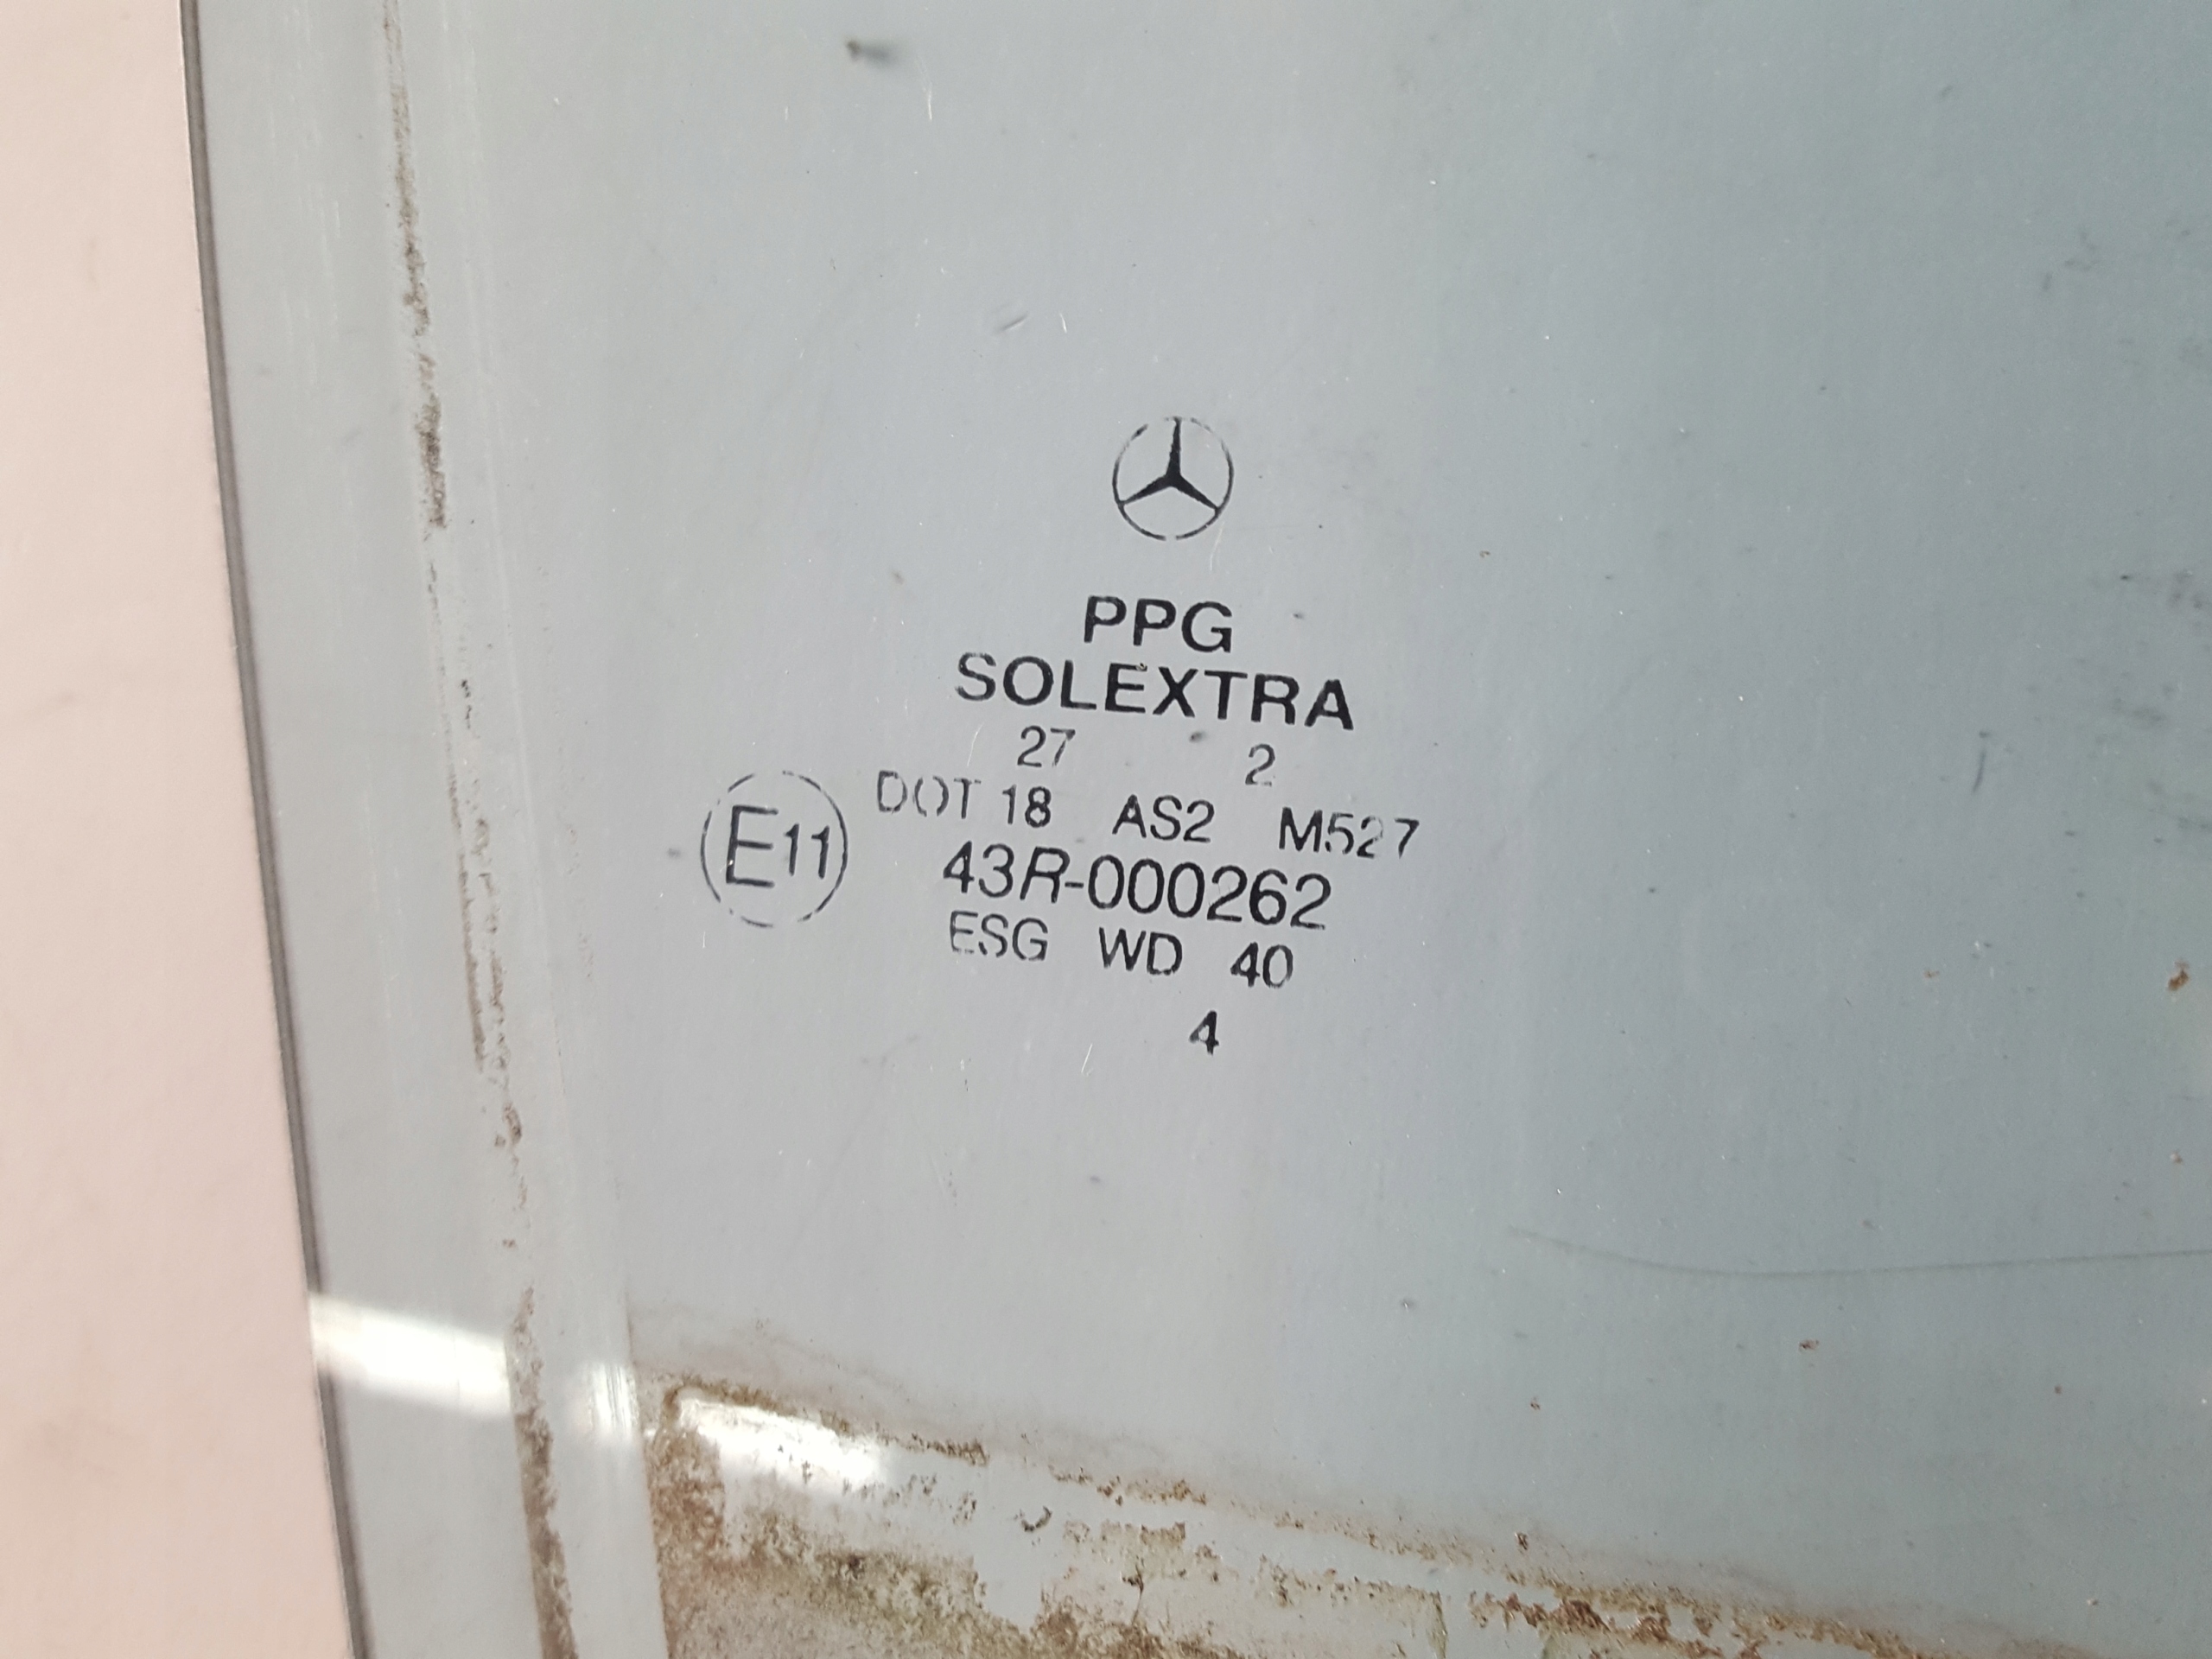 PPG
SOLEXTRA
27 2
DOT 18 AS2 M527
E11
43R-000262
ESG WD 40
4